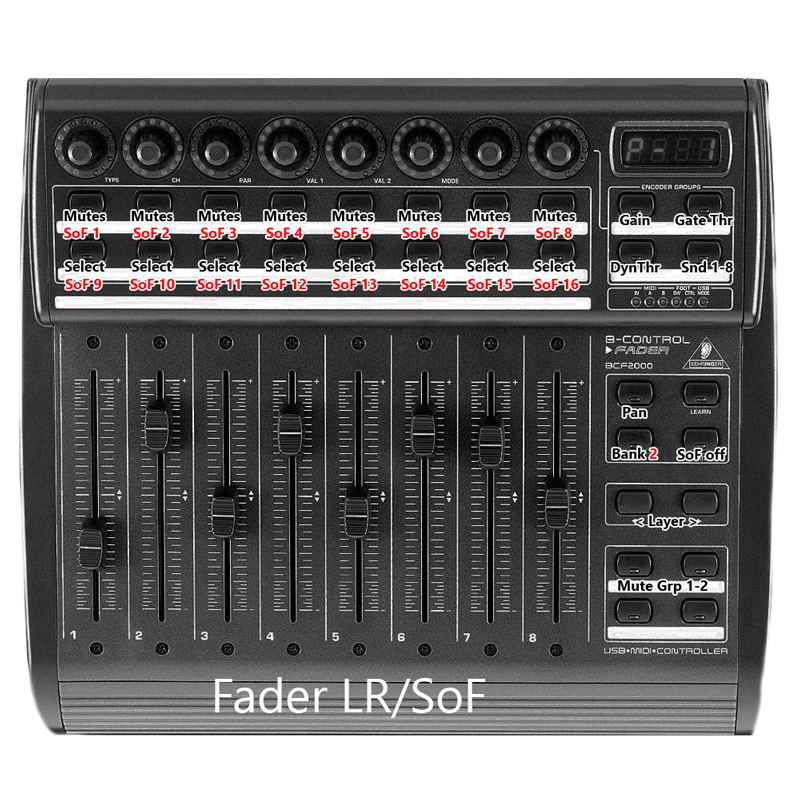 P-- 1
TYPE CH PAR VAL 1 VAL 2 MODE
ENCODER GROUPS
Mutes Mutes Mutes Mutes Mutes Mutes Mutes Mutes
Gain Gate Thr
SoF 1 SoF 2 SoF 3 SoF 4 SoF 5 SoF 6 SoF 7 SoF 8
Select Select Select Select Select Select Select Select
DynThr Snd 1-8
SoF 9 SoF 10 SoF 11 SoF 12 SoF 13 SoF 14 SoF 15 SoF 16
MIDI FOOT USB
IN A B SW CTRL MODE
B-CONTROL
FADER
BCF2000
BEHRINGER
+ + + + + + + +
Pan LEARN
Bank 2 SoF off
< Layer >
Mute Grp 1-2
1 2 3 4 5 6 7 8
USB•MIDI•CONTROLLER
Fader LR/SoF